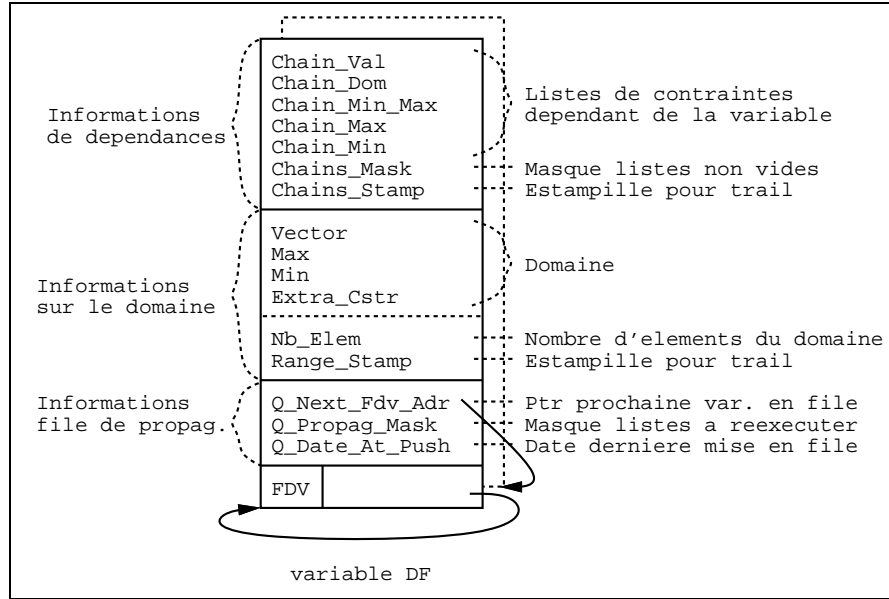 Chain_Val
Chain_Dom
Chain_Min_Max
Chain_Max
Chain_Min
Chains_Mask
Chains_Stamp
Informations
de dependances
Listes de contraintes
dependant de la variable
Masque listes non vides
Estampille pour trail
Vector
Max
Min
Extra_Cstr
Nb_Elem
Range_Stamp
Informations
sur le domaine
Domaine
Nombre d'elements du domaine
Estampille pour trail
Informations
file de propag.
Q_Next_Fdv_Adr
Q_Propag_Mask
Q_Date_At_Push
Ptr prochaine var. en file
Masque listes a reexecuter
Date derniere mise en file
FDV
variable DF